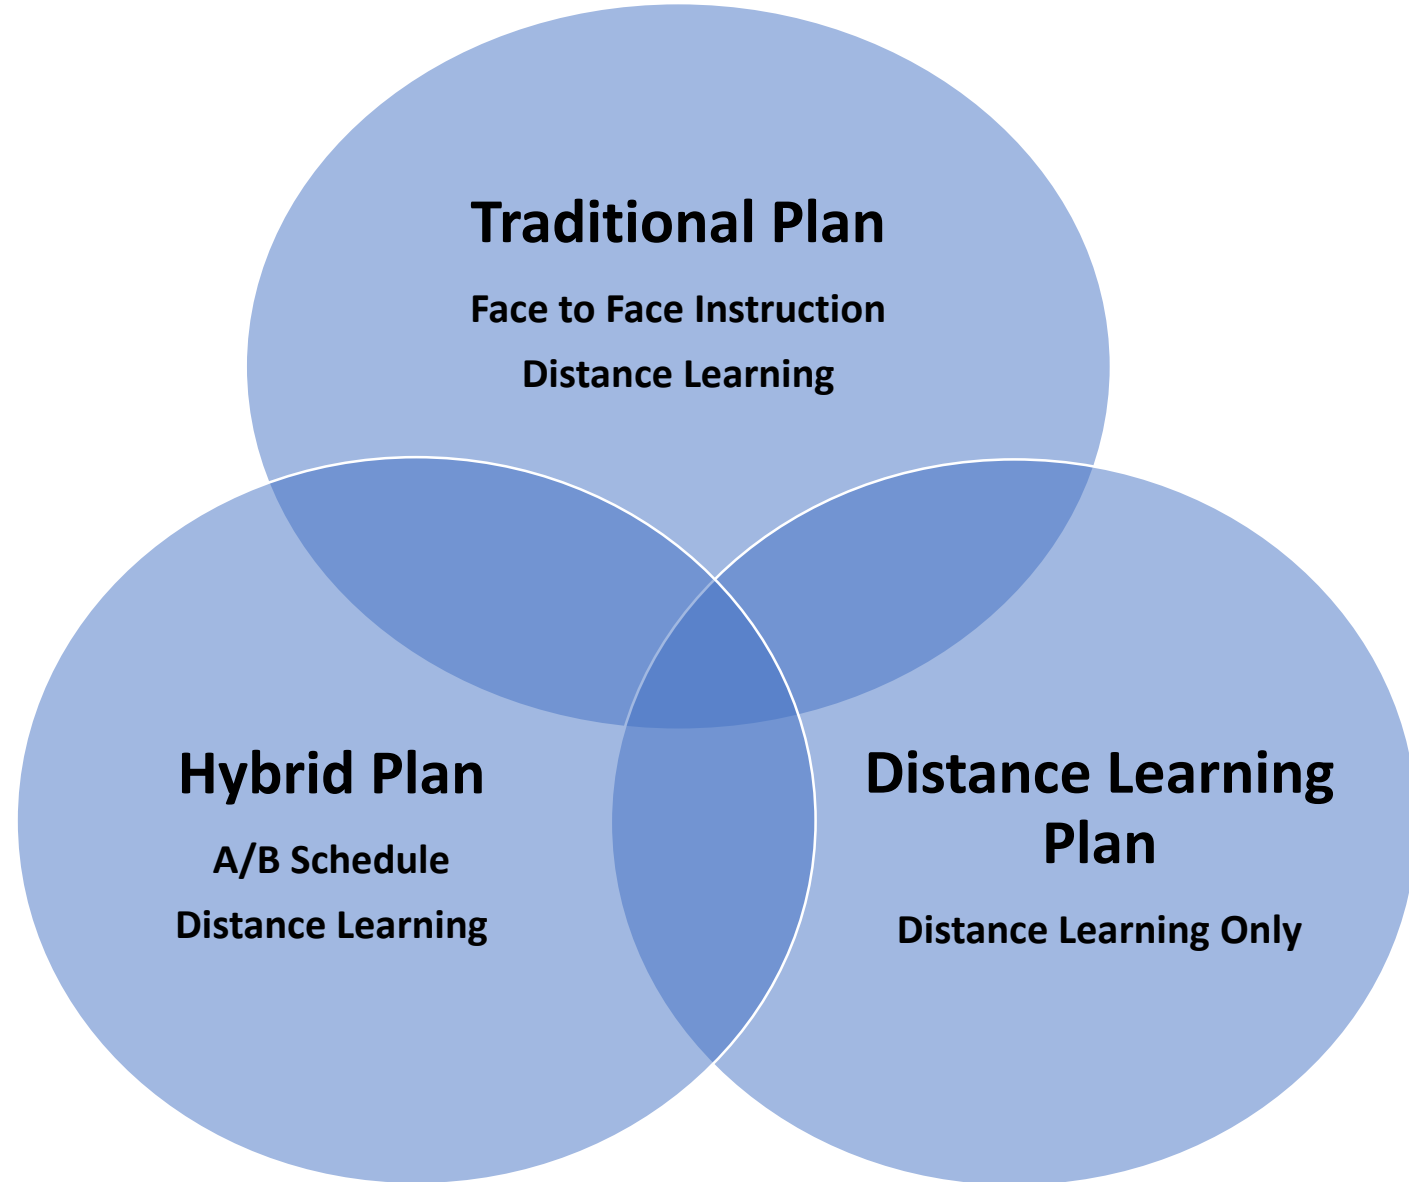 Traditional Plan
Face to Face Instruction
Distance Learning
Hybrid Plan
A/B Schedule
Distance Learning
Distance Learning
Plan
Distance Learning Only